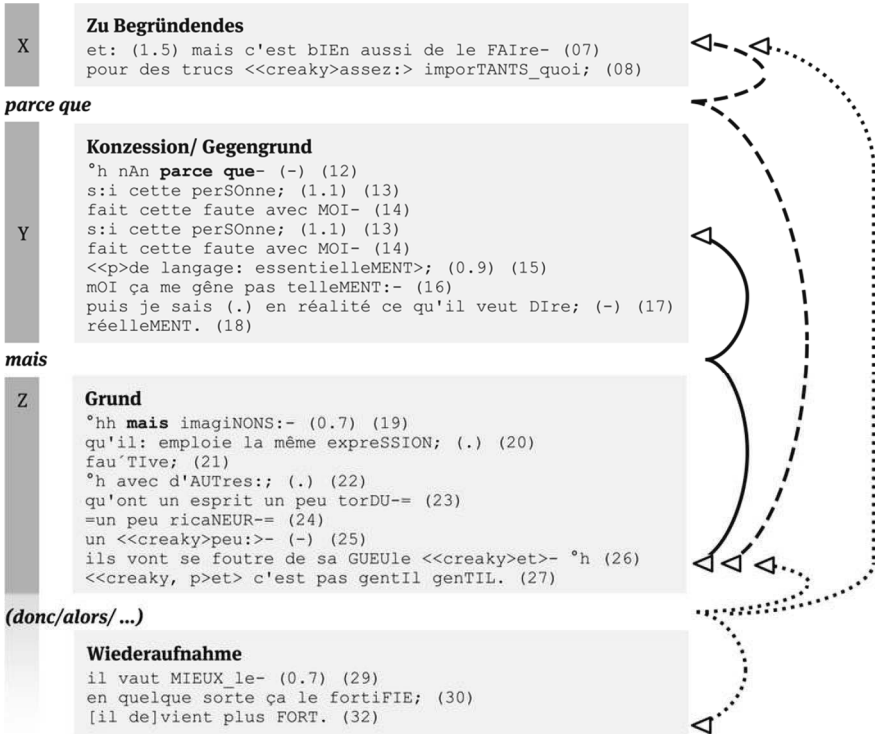 X
Zu Begründendes
et: (1.5) mais c'est bIEn aussi de le FAIre- (07)
pour des trucs <<creaky>assez:> imporTANTS_quoi; (08)
parce que
Y
Konzession/ Gegengrund
°h nAn parce que- (-) (12)
s:i cette perSOnne; (1.1) (13)
fait cette faute avec MOI- (14)
s:i cette perSOnne; (1.1) (13)
fait cette faute avec MOI- (14)
<<p>de langage: essentielleMENT>; (0.9) (15)
mOI ça me gêne pas telleMENT:- (16)
puis je sais (.) en réalité ce qu'il veut DIre; (-) (17)
réelleMENT. (18)
mais
Z
Grund
°hh mais imagiNONS:- (0.7) (19)
qu'il: emploie la même expreSSION; (.) (20)
fau´TIve; (21)
°h avec d'AUTres:; (.) (22)
qu'ont un esprit un peu torDU-= (23)
=un peu ricaNEUR-= (24)
un <<creaky>peu:>- (-) (25)
ils vont se foutre de sa GUEUle <<creaky>et>- °h (26)
<<creaky, p>et> c'est pas gentIl genTIL. (27)
(donc/alors/ ...)
Wiederaufnahme
il vaut MIEUX_le- (0.7) (29)
en quelque sorte ça le fortiFIE; (30)
[il de]vient plus FORT. (32)